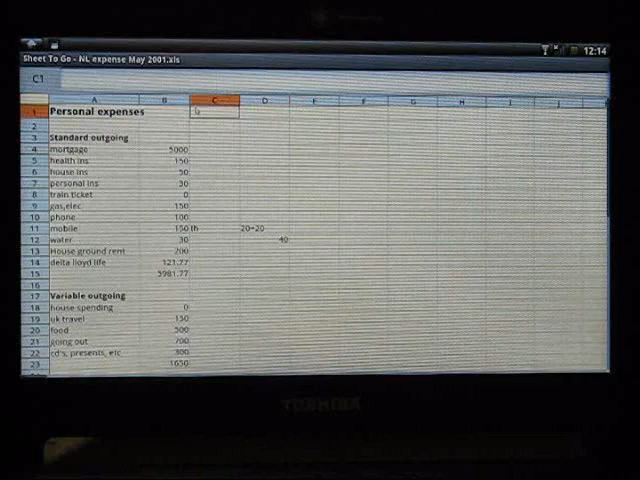 12:14
Sheet To Go - NL expense May 2001.xls
C1
A B C D E F G H I J
1 Personal expenses
2
3 Standard outgoing
4 mortgage 5000
5 health ins 150
6 house ins 50
7 personal ins 30
8 train ticket 0
9 gas,elec 150
10 phone 100
11 mobile 150 th 20=20
12 water 30 40
13 House ground rent 200
14 delta lloyd life 121.77
15 5981.77
16
17 Variable outgoing
18 house spending 0
19 uk travel 150
20 food 500
21 going out 700
22 cd's, presents, etc 300
23 1650
TOSHIBA